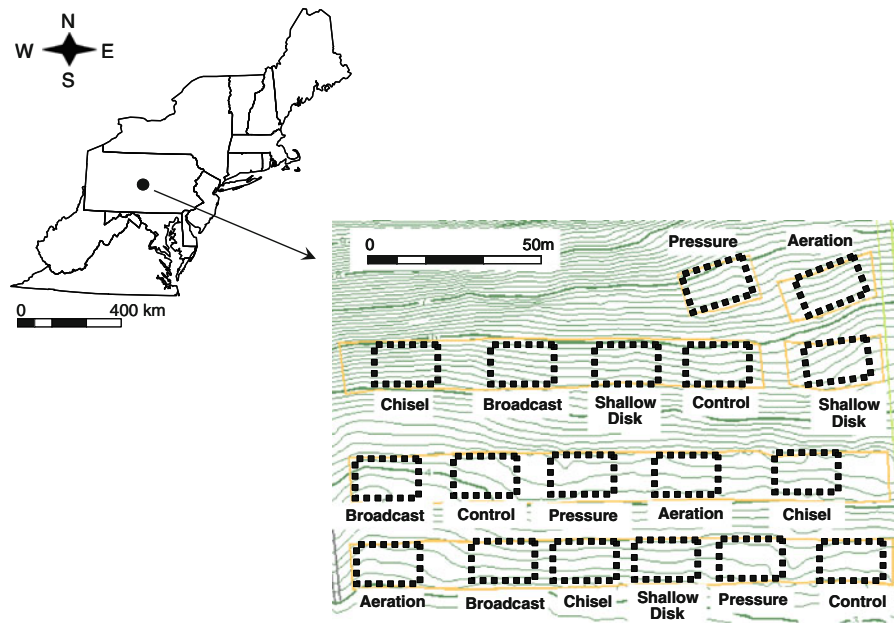 N
W E
S
0 400 km
0 50m
Pressure Aeration
Chisel Broadcast Shallow Disk Control Shallow Disk
Broadcast Control Pressure Aeration Chisel
Aeration Broadcast Chisel Shallow Disk Pressure Control